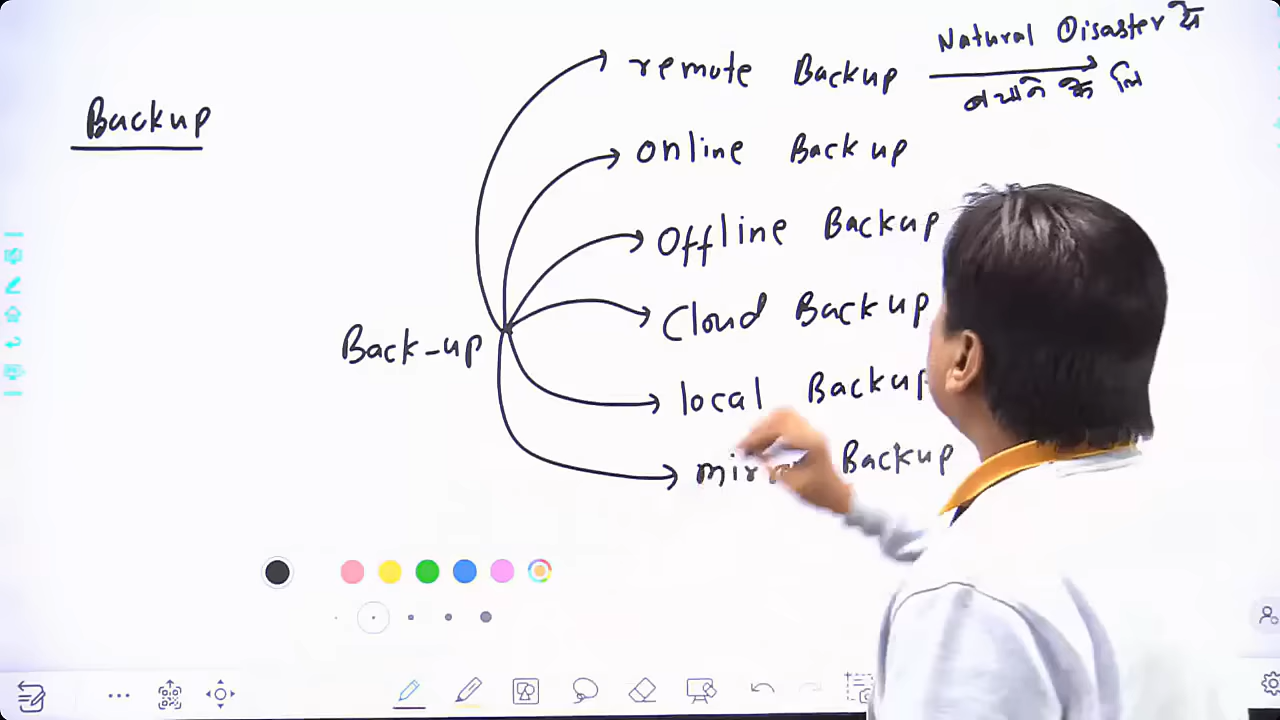 Backup
remote Backup
Natural Disaster से
बचाने के लि
online Backup
Offline Backup
Cloud Backup
Back-up
local Backup
Backup